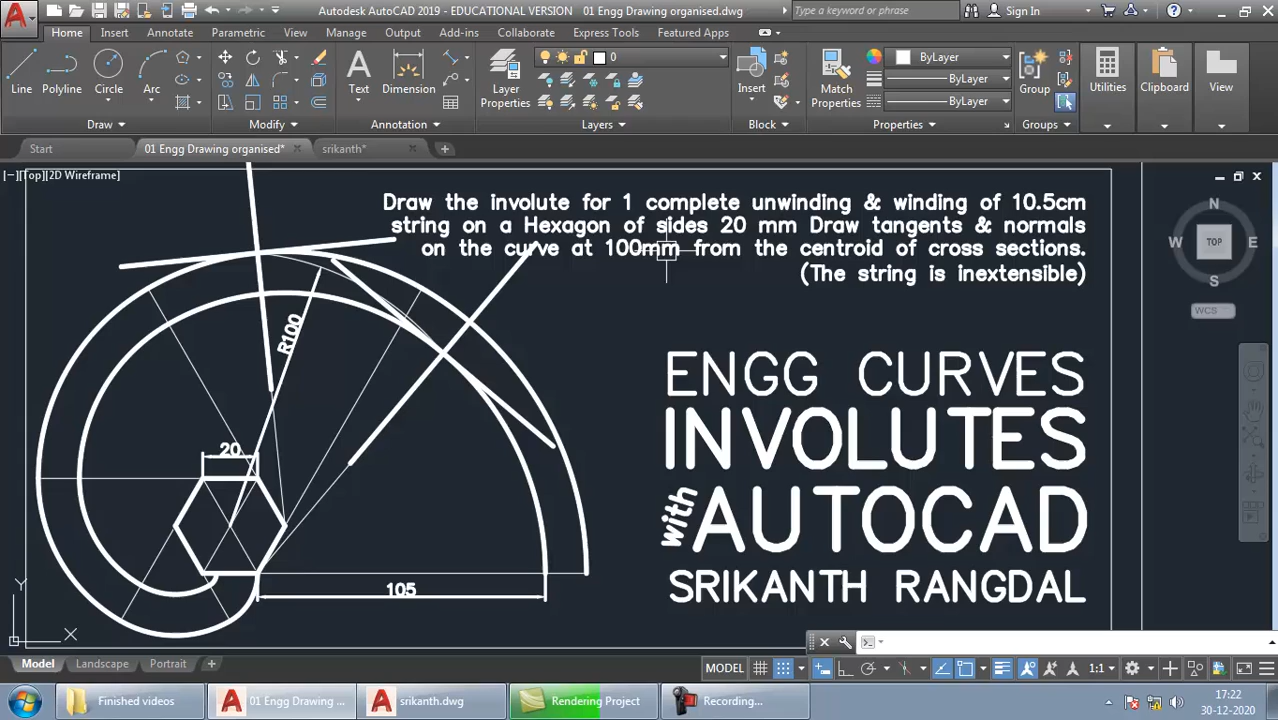 Autodesk AutoCAD 2019 - EDUCATIONAL VERSION 01 Engg Drawing organised.dwg
Type a keyword or phrase
Sign In
Home Insert Annotate Parametric View Manage Output Add-ins Collaborate Express Tools Featured Apps
0
ByLayer
ByLayer
ByLayer
Line Polyline Circle Arc Text Dimension Layer Properties Insert Match Properties Group Utilities Clipboard View
Draw Modify Annotation Layers Block Properties Groups
Start 01 Engg Drawing organised* srikanth*
[−][Top][2D Wireframe]
Draw the involute for 1 complete unwinding & winding of 10.5cm
string on a Hexagon of sides 20 mm Draw tangents & normals
on the curve at 100mm from the centroid of cross sections.
(The string is inextensible)
N
W TOP E
S
WCS
R100
20
105
ENGG CURVES
INVOLUTES
with AUTOCAD
SRIKANTH RANGDAL
Y
X
Model Landscape Portrait
MODEL 1:1
Finished videos 01 Engg Drawing ... srikanth.dwg Rendering Project Recording...
17:22
30-12-2020